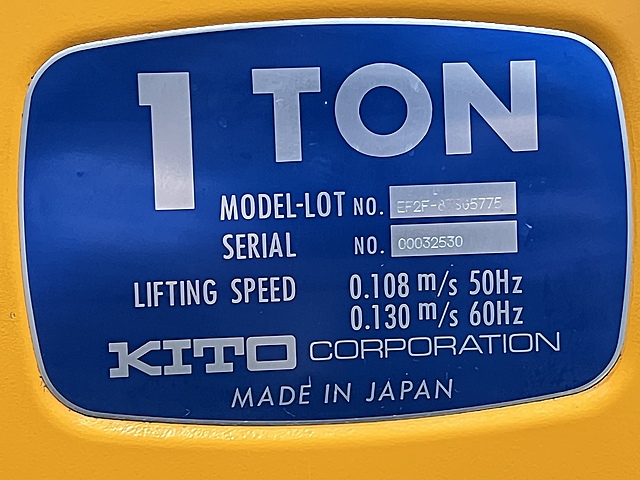 1 TON
MODEL-LOT NO.
SERIAL NO. 00032530
LIFTING SPEED 0.108 m/s 50Hz
0.130 m/s 60Hz
KITO CORPORATION
MADE IN JAPAN